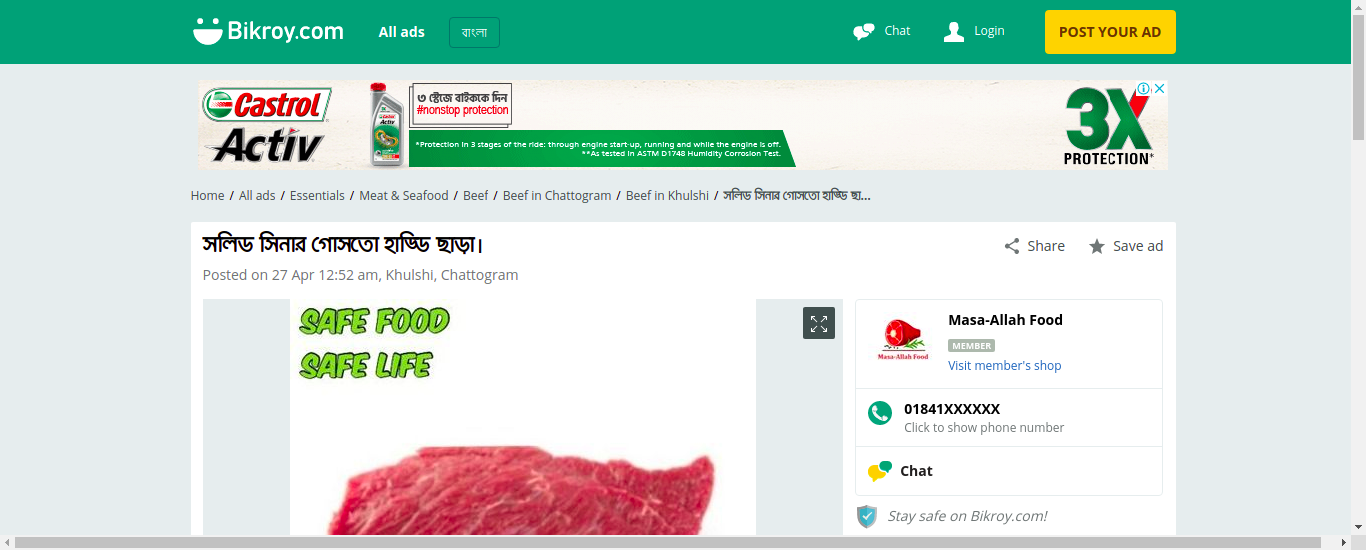 Bikroy.com
All ads
বাংলা
Chat
Login
POST YOUR AD
Castrol
Activ
Castrol
Activ
৩ স্টেজে বাইককে দিন
#nonstop protection
*Protection in 3 stages of the ride: through engine start-up, running and while the engine is off.
**As tested in ASTM D1748 Humidity Corrosion Test.
3X
PROTECTION*
Home / All ads / Essentials / Meat & Seafood / Beef / Beef in Chattogram / Beef in Khulshi / সলিড সিনার গোসতো হাড্ডি ছা...
সলিড সিনার গোসতো হাড্ডি ছাড়া।
Share
Save ad
Posted on 27 Apr 12:52 am, Khulshi, Chattogram
SAFE FOOD
SAFE LIFE
Masa-Allah Food
Masa-Allah Food
MEMBER
Visit member's shop
01841XXXXXX
Click to show phone number
Chat
Stay safe on Bikroy.com!